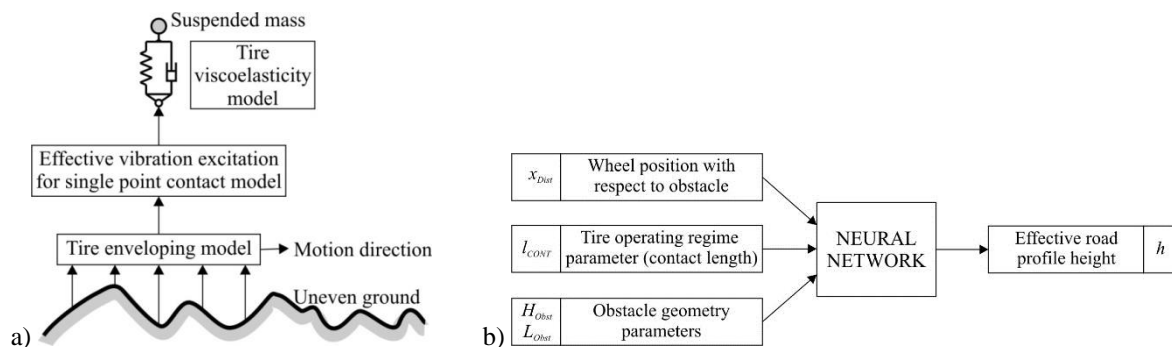 Suspended mass
Tire
viscoelasticity
model
Effective vibration excitation
for single point contact model
Tire enveloping model
Motion direction
Uneven ground
a)
x_Dist
Wheel position with
respect to obstacle
l_CONT
Tire operating regime
parameter (contact length)
H_Obst
L_Obst
Obstacle geometry
parameters
NEURAL
NETWORK
Effective road
profile height
h
b)